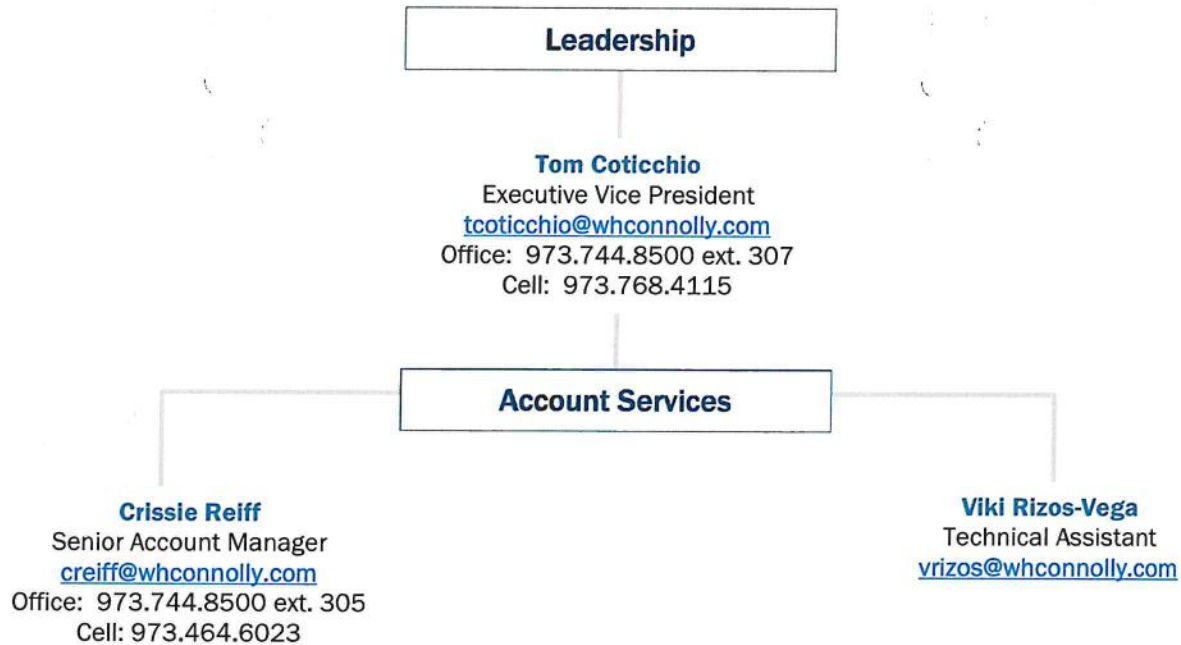 Leadership
Tom Coticchio
Executive Vice President
tcoticchio@whconnolly.com
Office: 973.744.8500 ext. 307
Cell: 973.768.4115
Account Services
Crissie Reiff
Senior Account Manager
creiff@whconnolly.com
Office: 973.744.8500 ext. 305
Cell: 973.464.6023
Viki Rizos-Vega
Technical Assistant
vrizos@whconnolly.com